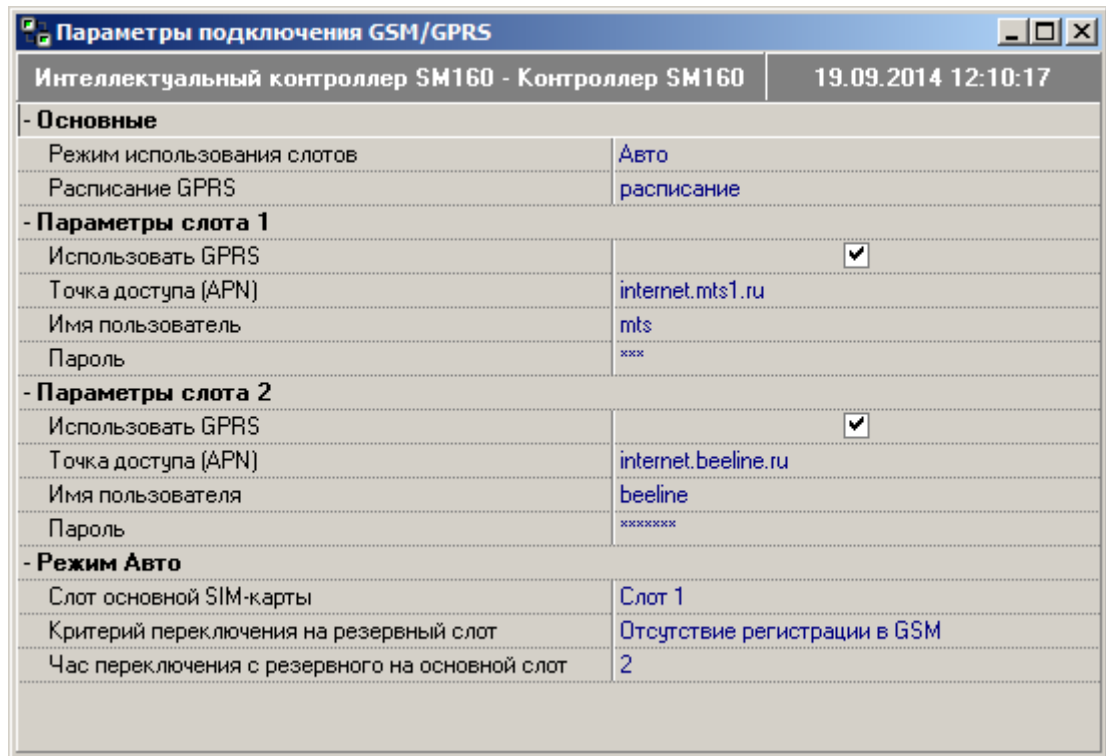 Параметры подключения GSM/GPRS
Интеллектуальный контроллер SM160 - Контроллер SM160 19.09.2014 12:10:17
- Основные
Режим использования слотов Авто
Расписание GPRS расписание
- Параметры слота 1
Использовать GPRS
Точка доступа (APN) internet.mts1.ru
Имя пользователь mts
Пароль ***
- Параметры слота 2
Использовать GPRS
Точка доступа (APN) internet.beeline.ru
Имя пользователя beeline
Пароль *******
- Режим Авто
Слот основной SIM-карты Слот 1
Критерий переключения на резервный слот Отсутствие регистрации в GSM
Час переключения с резервного на основной слот 2